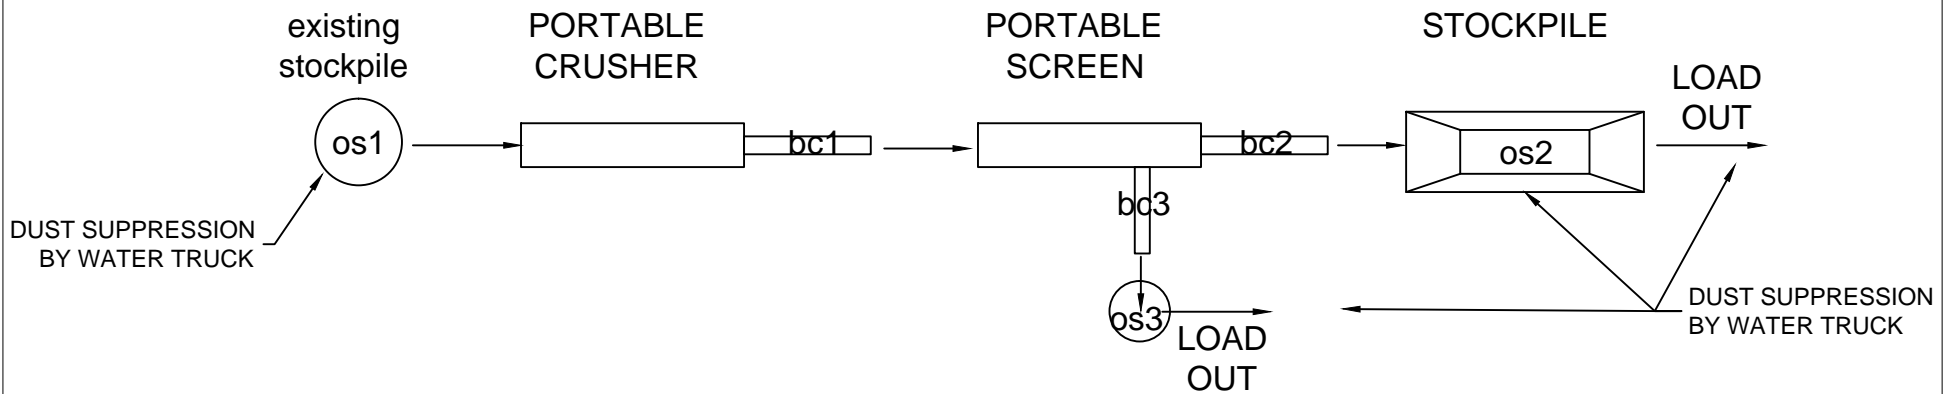 existing
stockpile
PORTABLE
CRUSHER
PORTABLE
SCREEN
STOCKPILE
LOAD
OUT
os1
bc1
bc2
os2
bc3
DUST SUPPRESSION
BY WATER TRUCK
os3
LOAD
OUT
DUST SUPPRESSION
BY WATER TRUCK